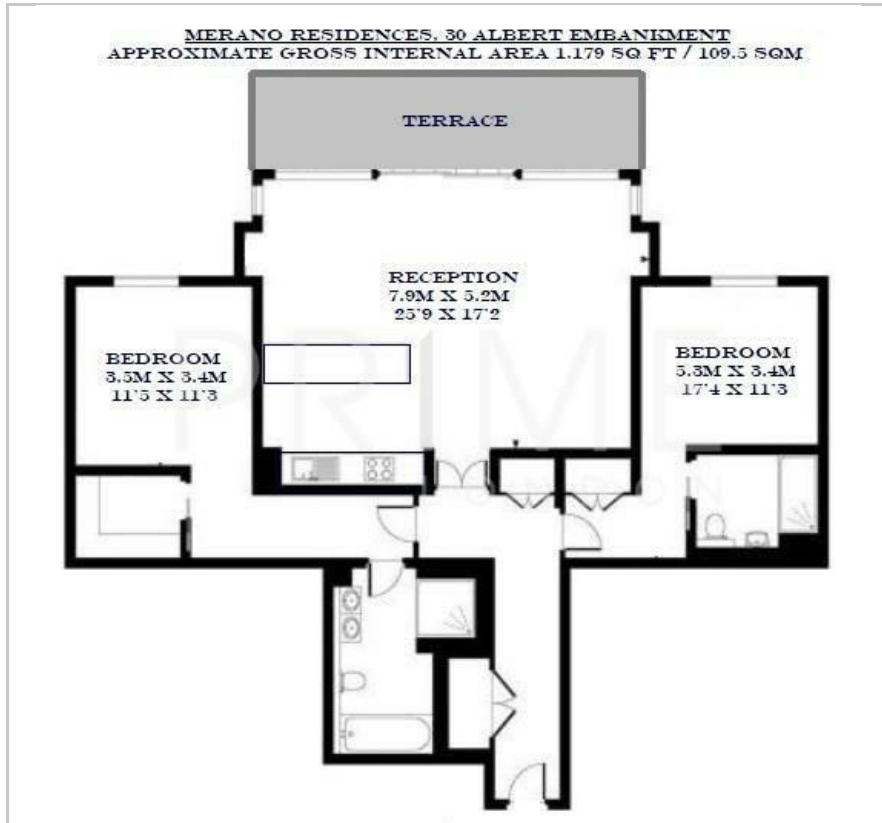 MERANO RESIDENCES, 30 ALBERT EMBANKMENT
APPROXIMATE GROSS INTERNAL AREA 1.179 SQ FT / 109.5 SQM
TERRACE
RECEPTION
7.9M X 5.2M
25'9 X 17'2
BEDROOM
3.5M X 3.4M
11'5 X 11'3
BEDROOM
5.3M X 3.4M
17'4 X 11'3
PRIME
LONDON